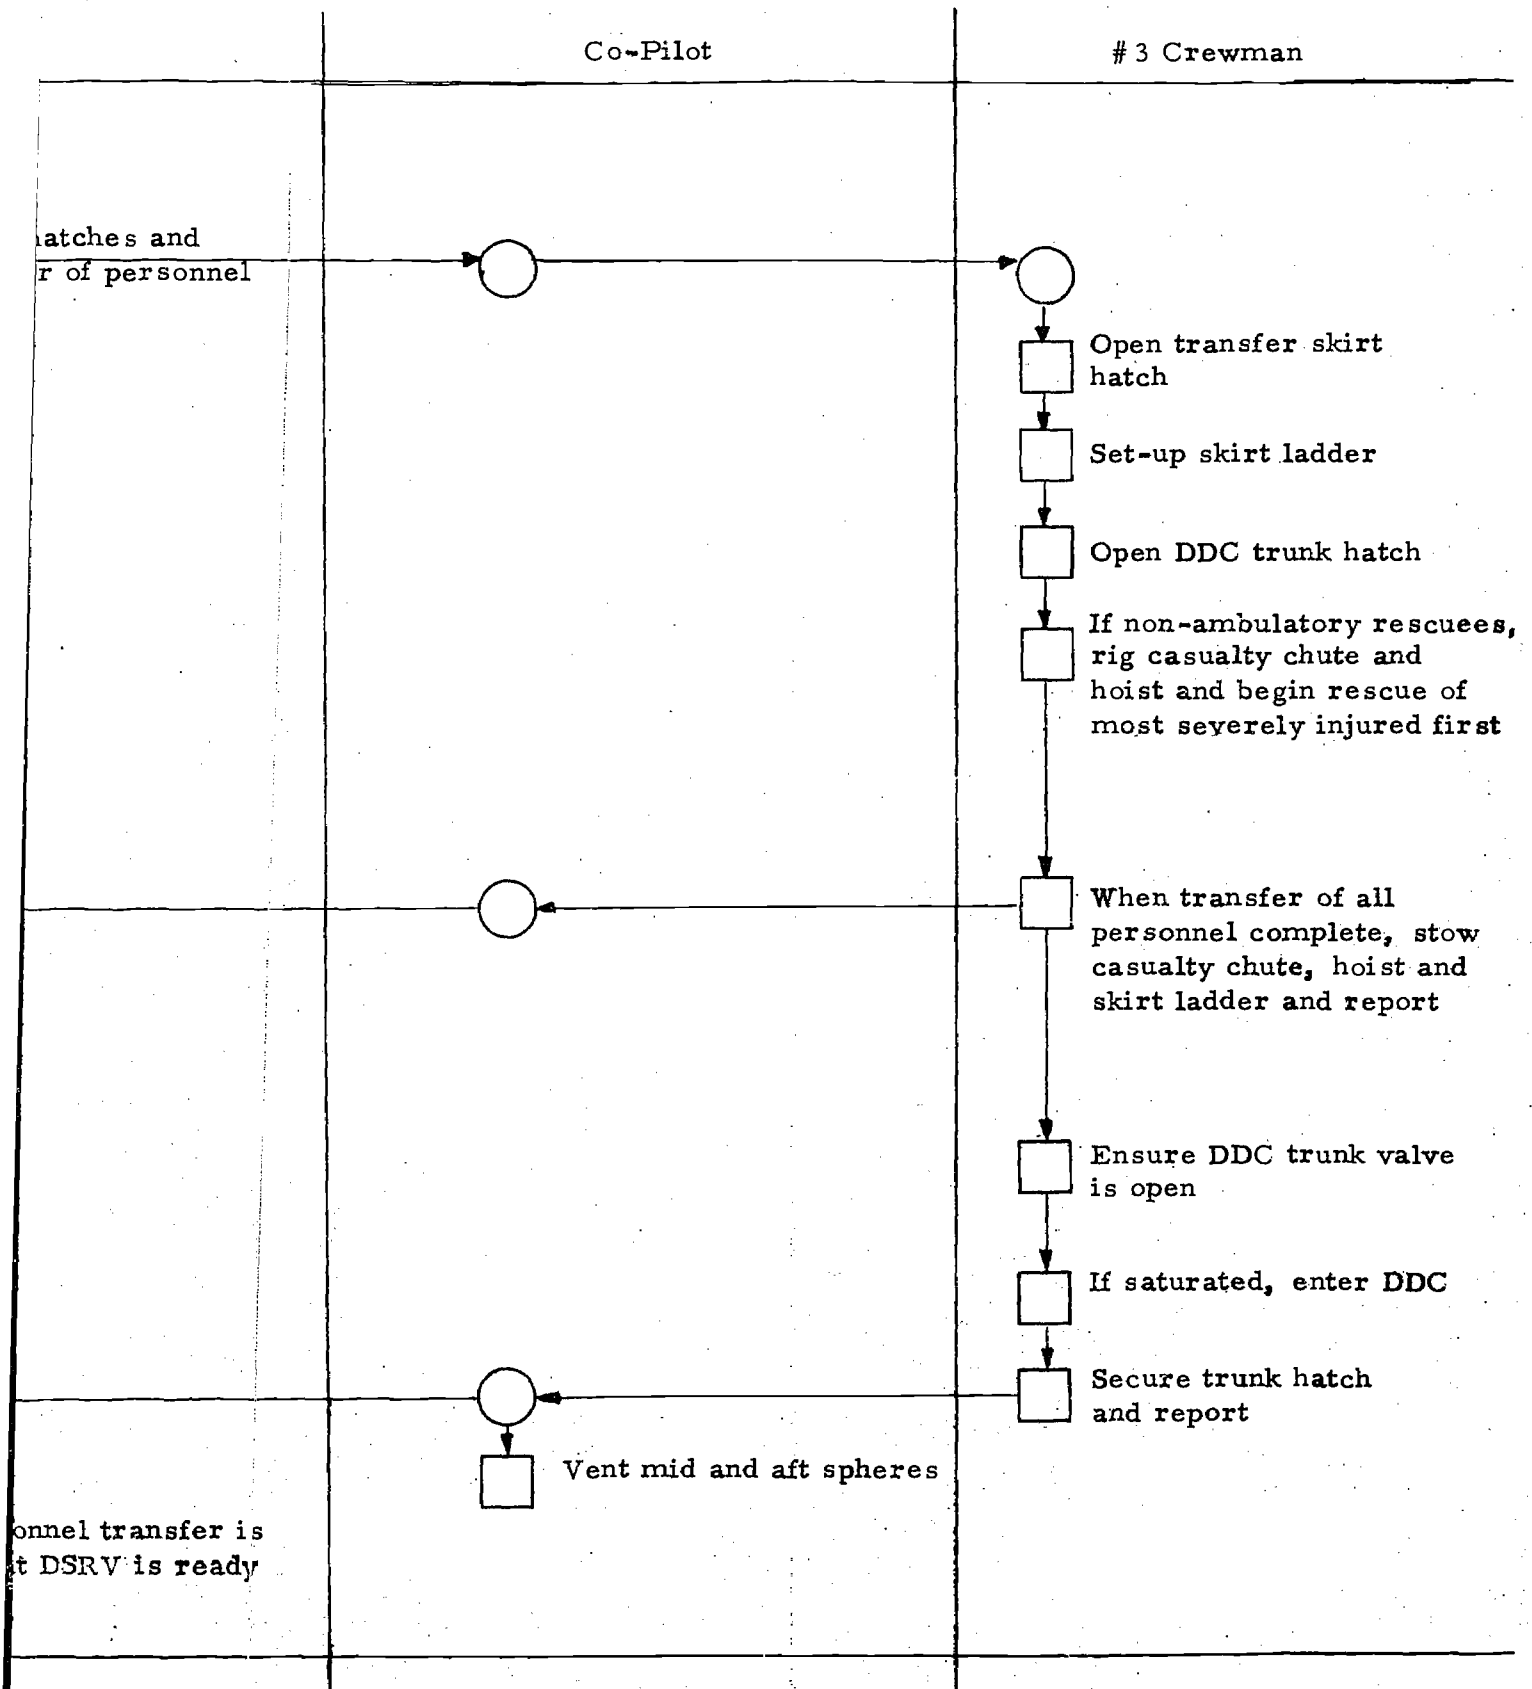 Co-Pilot
#3 Crewman
hatches and
r of personnel
Open transfer skirt
hatch
Set-up skirt ladder
Open DDC trunk hatch
If non-ambulatory rescuees,
rig casualty chute and
hoist and begin rescue of
most severely injured first
When transfer of all
personnel complete, stow
casualty chute, hoist and
skirt ladder and report
Ensure DDC trunk valve
is open
If saturated, enter DDC
Secure trunk hatch
and report
Vent mid and aft spheres
onnel transfer is
t DSRV is ready